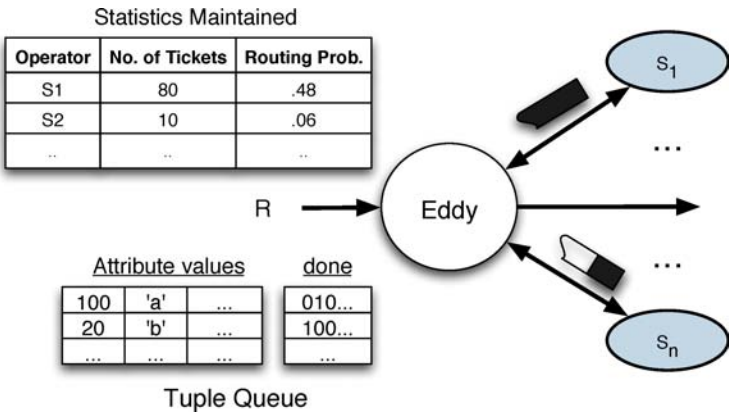 Statistics Maintained
Operator No. of Tickets Routing Prob.
S1 80 .48
S2 10 .06
.. .. ..
S1
...
R
Eddy
...
Sn
Attribute values done
100 'a' ... 010...
20 'b' ... 100...
... ... ... ...
Tuple Queue